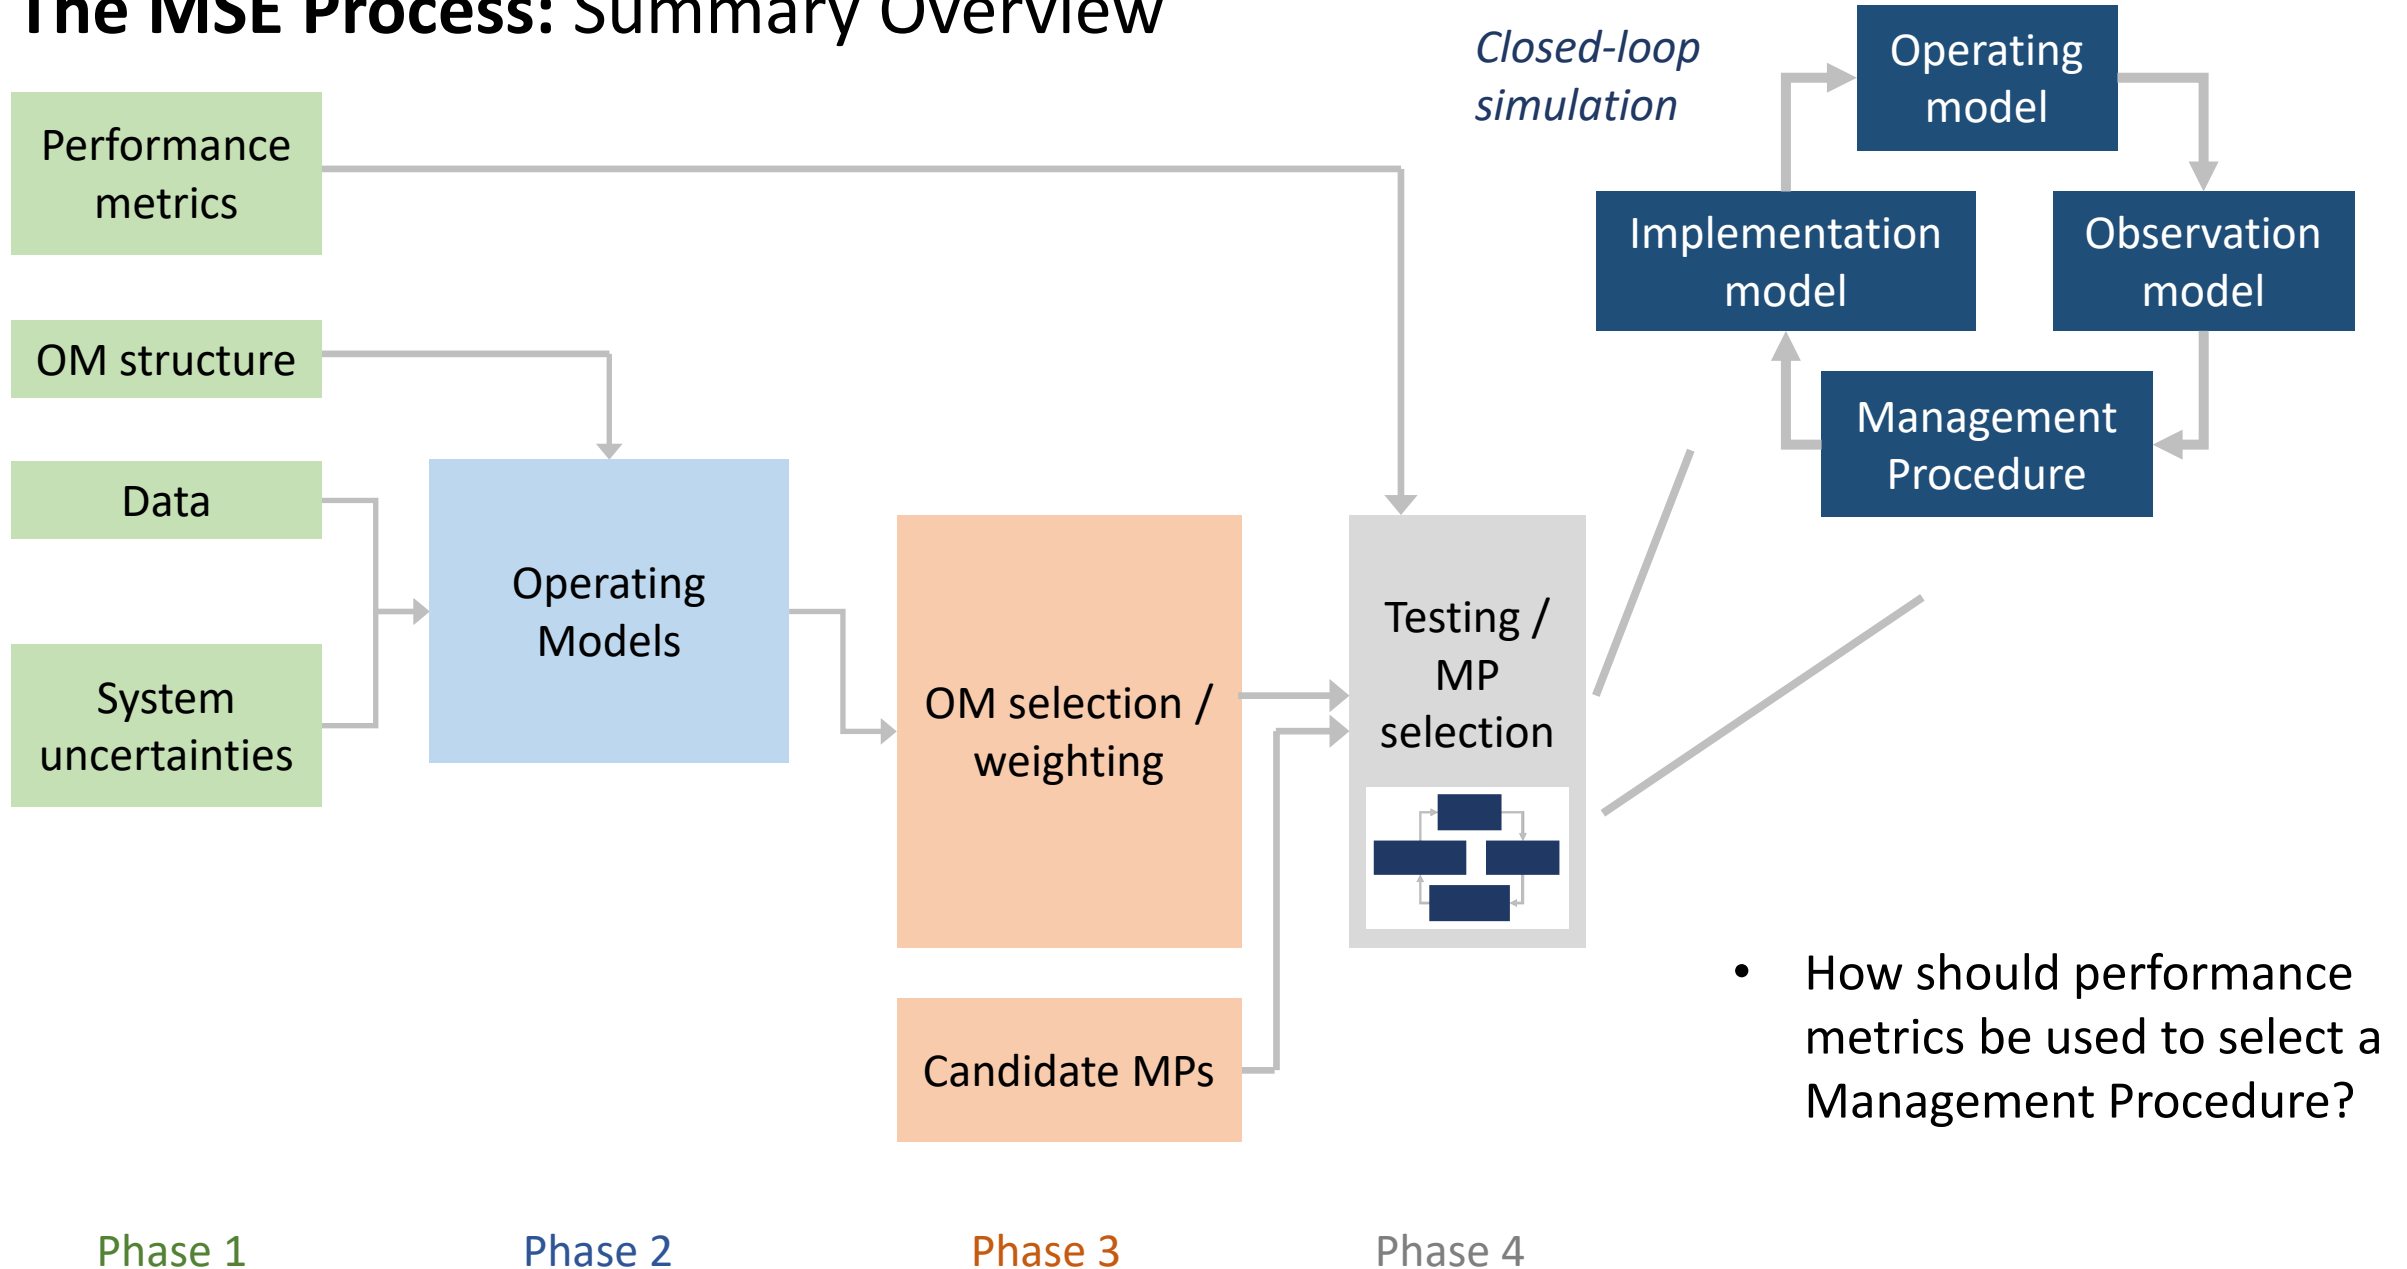 The MSE Process: Summary Overview
Closed-loop
simulation
Operating
model
Implementation
model
Observation
model
Management
Procedure
Performance
metrics
OM structure
Data
System
uncertainties
Operating
Models
OM selection /
weighting
Candidate MPs
Testing /
MP
selection
• How should performance
metrics be used to select a
Management Procedure?
Phase 1
Phase 2
Phase 3
Phase 4